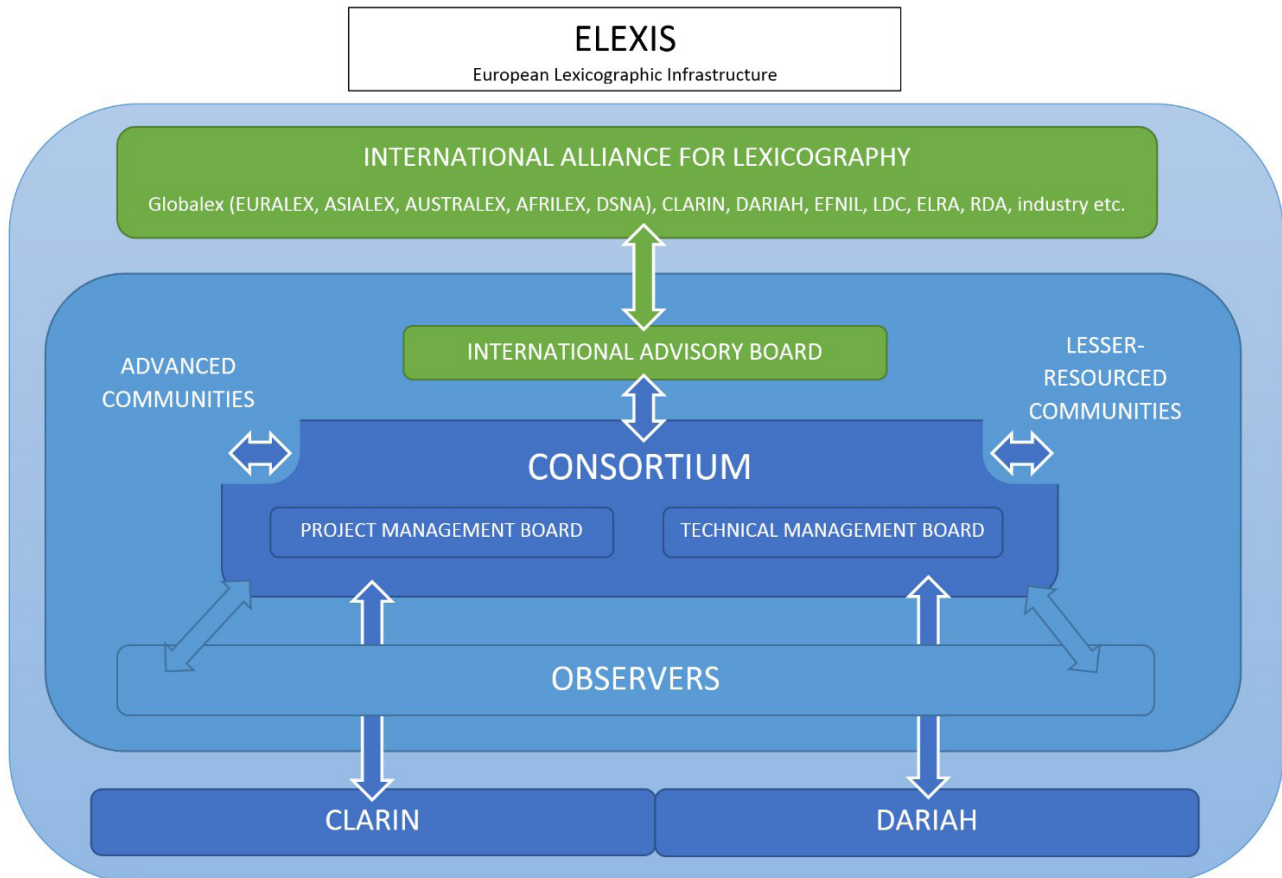 ELEXIS
European Lexicographic Infrastructure
INTERNATIONAL ALLIANCE FOR LEXICOGRAPHY
Globalex (EURALEX, ASIALEX, AUSTRALEX, AFRILEX, DSNA), CLARIN, DARIAH, EFNIL, LDC, ELRA, RDA, industry etc.
INTERNATIONAL ADVISORY BOARD
ADVANCED
COMMUNITIES
LESSER-
RESOURCED
COMMUNITIES
CONSORTIUM
PROJECT MANAGEMENT BOARD
TECHNICAL MANAGEMENT BOARD
OBSERVERS
CLARIN
DARIAH